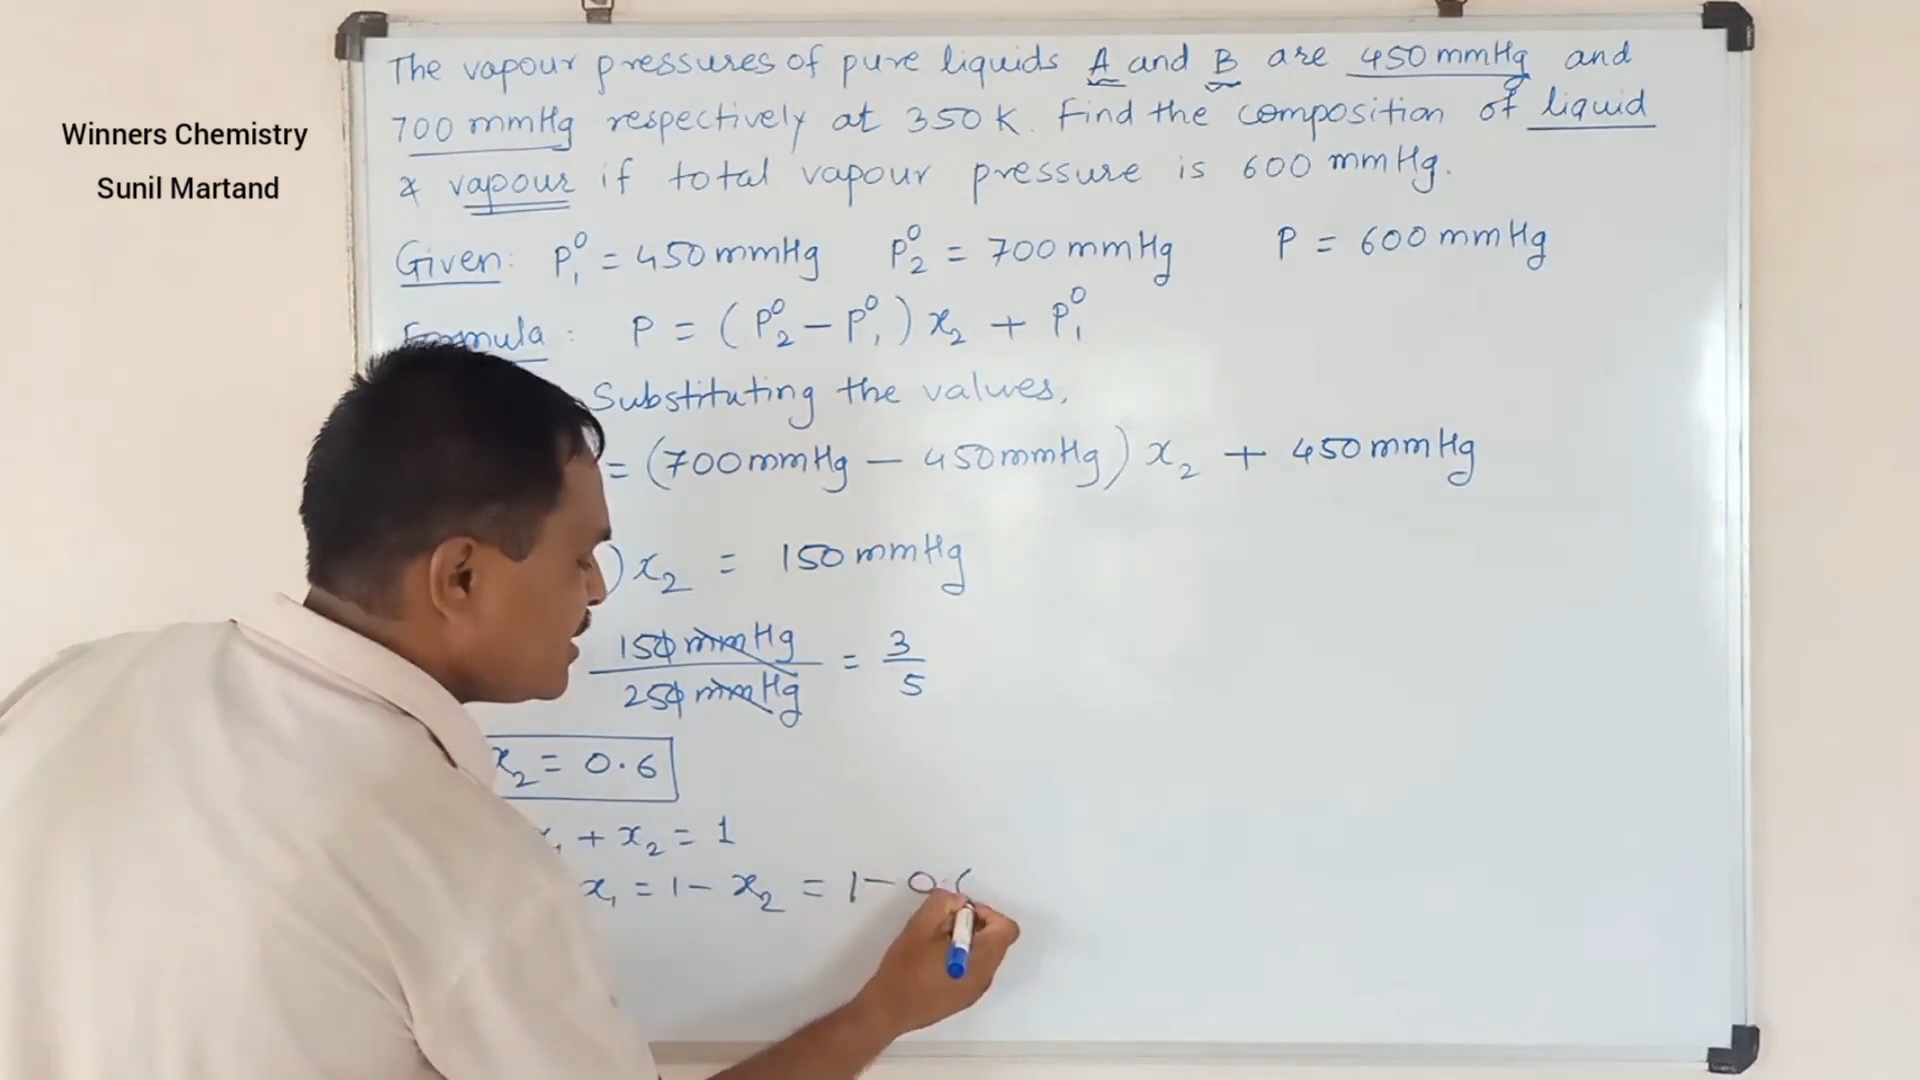 Winners Chemistry
Sunil Martand
The vapour pressures of pure liquids A and B are 450 mmHg and
700 mmHg respectively at 350 K. Find the composition of liquid
& vapour if total vapour pressure is 600 mmHg.
Given: P₁⁰ = 450 mmHg P₂⁰ = 700 mmHg P = 600 mmHg
Formula : P = (P₂⁰ - P₁⁰) x₂ + P₁⁰
Substituting the values,
= (700 mmHg - 450 mmHg) x₂ + 450 mmHg
) x₂ = 150 mmHg
150 mmHg / 250 mmHg = 3/5
x₂ = 0.6
+ x₂ = 1
x₁ = 1 - x₂ = 1 - 0.